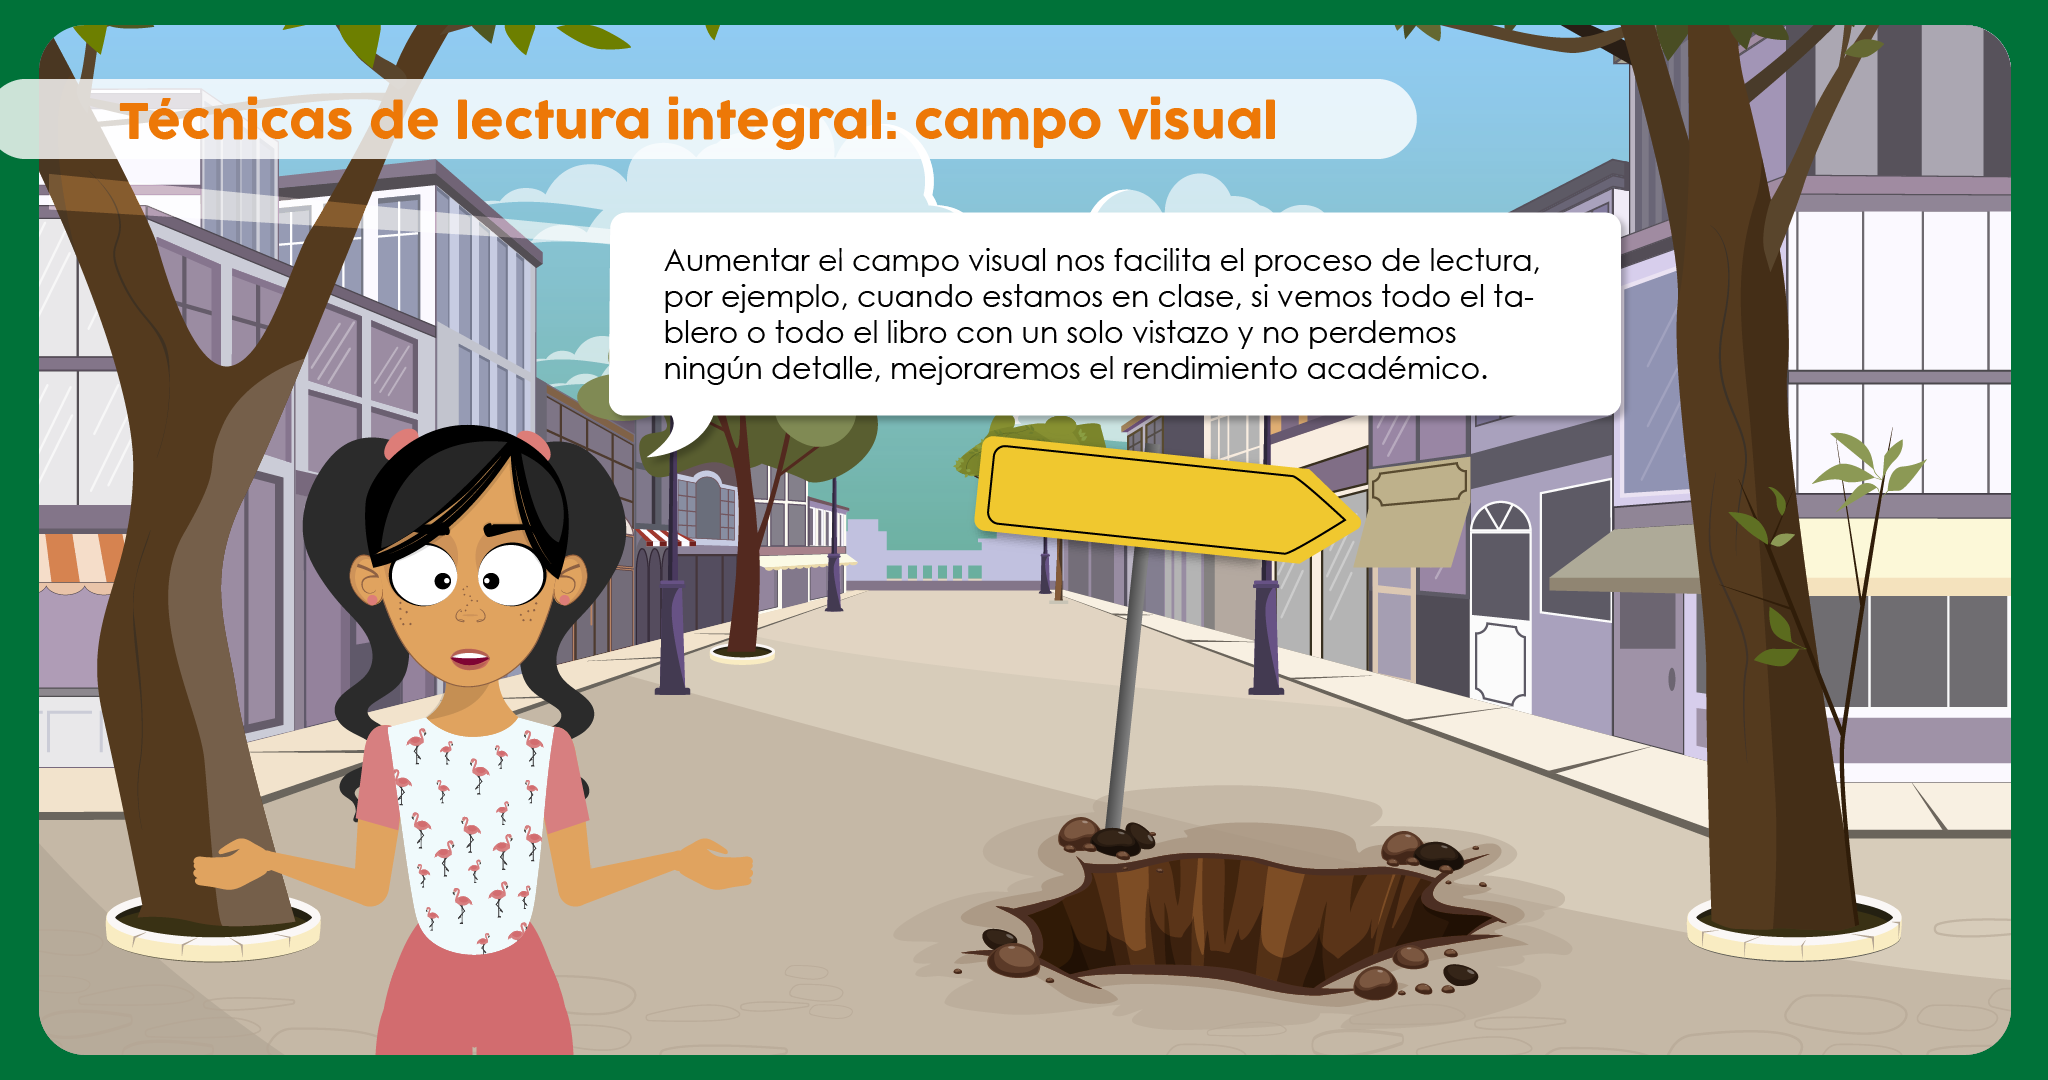 Técnicas de lectura integral: campo visual
Aumentar el campo visual nos facilita el proceso de lectura,
por ejemplo, cuando estamos en clase, si vemos todo el ta-
blero o todo el libro con un solo vistazo y no perdemos
ningún detalle, mejoraremos el rendimiento académico.